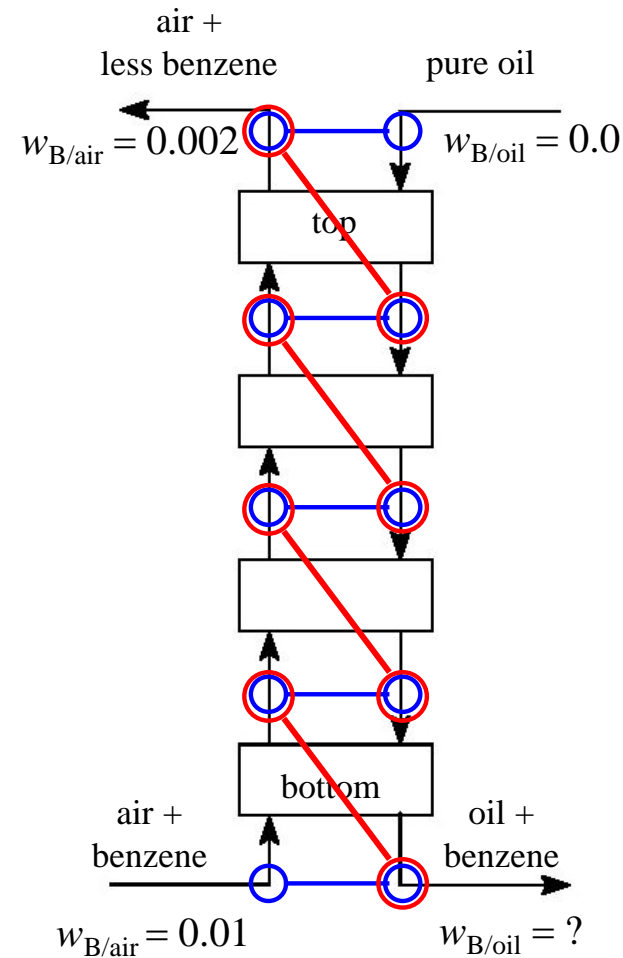 air +
less benzene
pure oil
w_B/air = 0.002
w_B/oil = 0.0
top
bottom
air +
benzene
oil +
benzene
w_B/air = 0.01
w_B/oil = ?